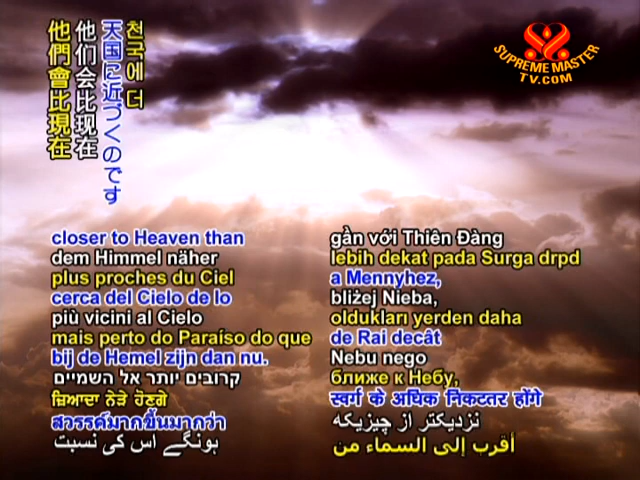 SUPREME MASTER
TV.COM
천국에 더
天国に近づくのです
他们会比现在
他們會比現在
closer to Heaven than
dem Himmel näher
plus proches du Ciel
cerca del Cielo de lo
più vicini al Cielo
mais perto do Paraíso do que
bij de Hemel zijn dan nu.
קרובים יותר אל השמיים
ਜ਼ਿਆਦਾ ਨੇੜੇ ਹੋਣਗੇ
สวรรค์มากขึ้นมากว่า
ہونگے اس کی نسبت
gần với Thiên Đàng
lebih dekat pada Surga drpd
a Mennyhez,
bliżej Nieba,
oldukları yerden daha
de Rai decât
Nebu nego
ближе к Небу,
स्वर्ग के अधिक निकटतर होंगे
نزدیکتر از چیزیکه
أقرب إلى السماء من